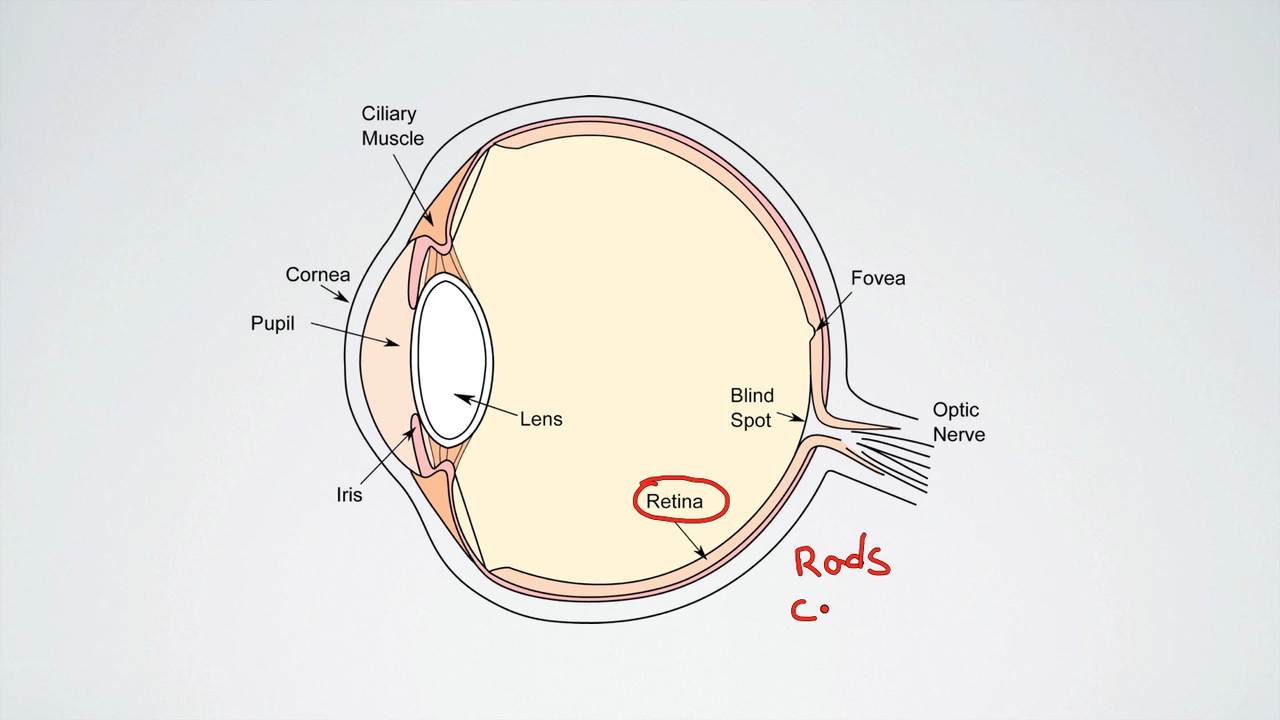 Ciliary
Muscle
Cornea
Pupil
Fovea
Blind
Spot
Optic
Nerve
Lens
Iris
Retina
Rods
C